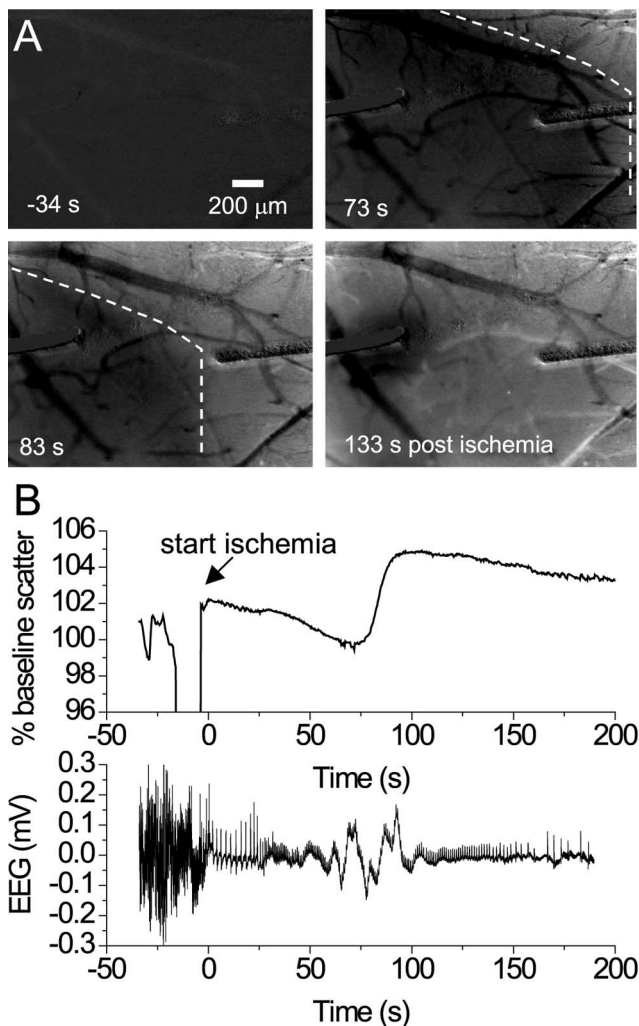 A
-34 s
200 μm
73 s
83 s
133 s post ischemia
B
% baseline scatter
106
104
102
100
98
96
start ischemia
-50 0 50 100 150 200
Time (s)
EEG (mV)
0.3
0.2
0.1
0.0
-0.1
-0.2
-0.3
-50 0 50 100 150 200
Time (s)